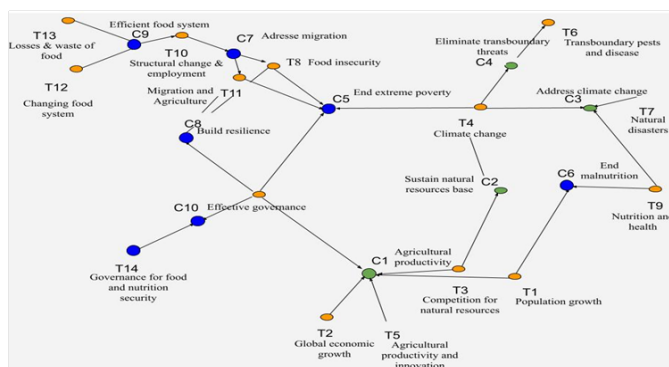 T13
Losses & waste of
food
C9
Efficient food system
T10
Structural change &
employment
C7
Adresse migration
T8 Food insecurity
T12
Changing food
system
Migration and
Agriculture
T11
C8
Build resilience
C5
End extreme poverty
Eliminate transboundary
threats
C4
T6
Transboundary pests
and disease
Address climate change
C3
T7
Natural
disasters
T4
Climate change
Sustain natural
resources base
C2
End
malnutrition
C6
T9
Nutrition and
health
C10
Effective governance
T14
Governance for food
and nutrition
security
C1
Agricultural
productivity
T3
Competition for
natural resources
T1
Population growth
T2
Global economic
growth
T5
Agricultural
productivity and
innovation